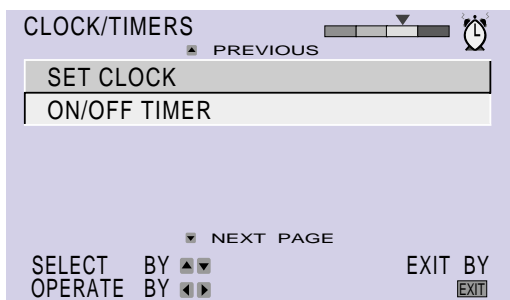 CLOCK/TIMERS
PREVIOUS
SET CLOCK
ON/OFF TIMER
NEXT PAGE
SELECT BY
OPERATE BY
EXIT BY
EXIT